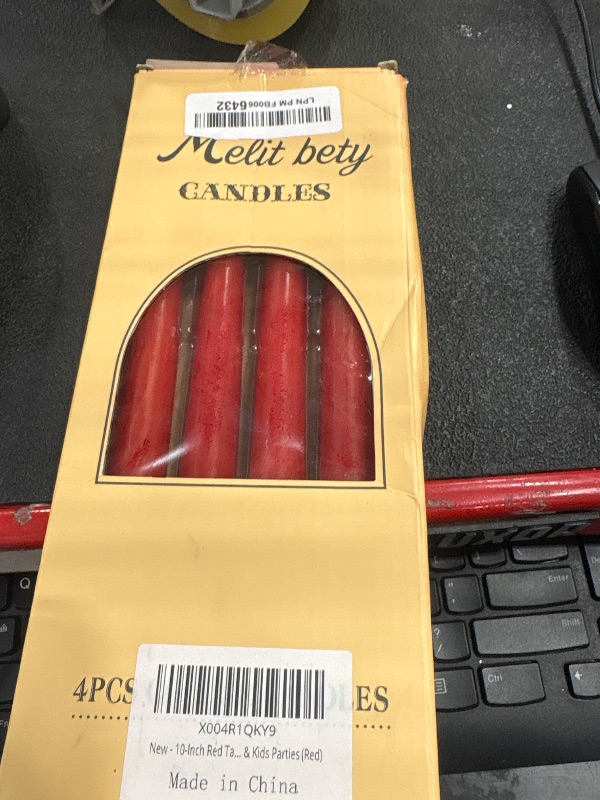 LPN PM FB0066432
Melit bety
CANDLES
4PCS
LES
X004R1QKY9
New - 10-Inch Red Ta... & Kids Parties (Red)
Made in China
Q
Enter
Shift
Ctrl